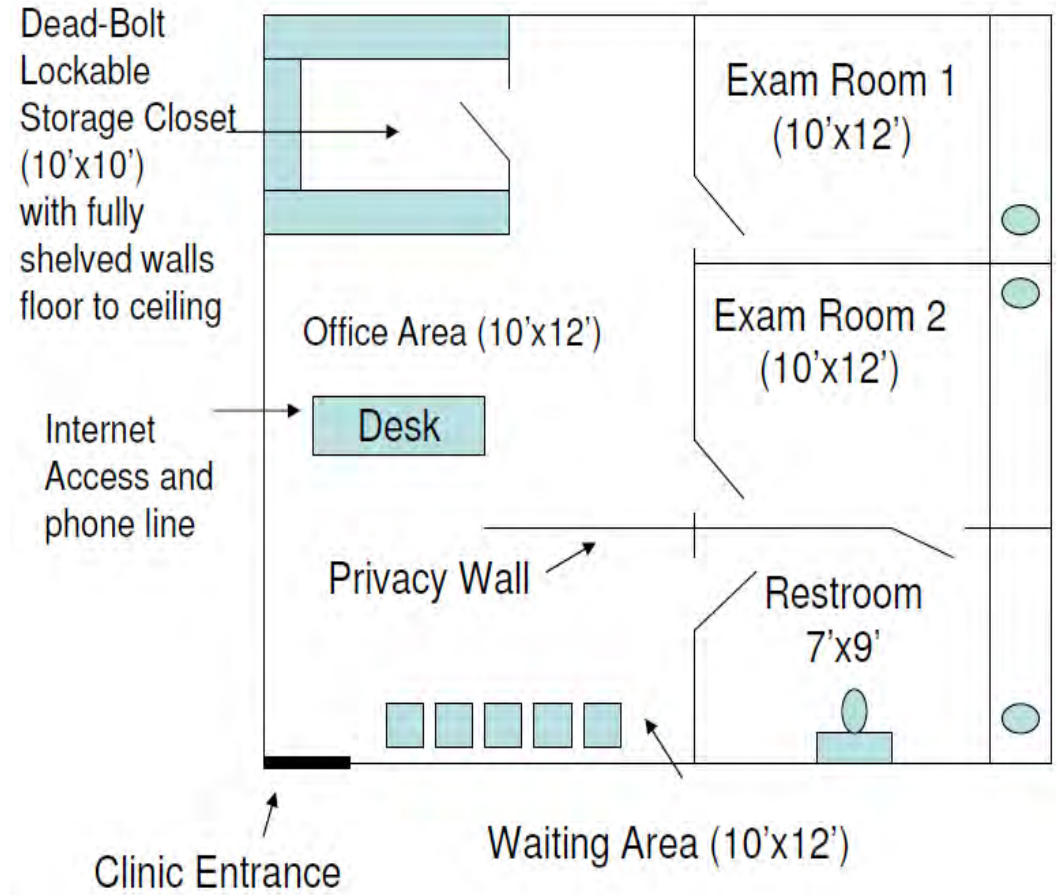 Dead-Bolt
Lockable
Storage Closet
(10’x10’)
with fully
shelved walls
floor to ceiling
Exam Room 1
(10’x12’)
Office Area (10’x12’)
Exam Room 2
(10’x12’)
Desk
Internet
Access and
phone line
Privacy Wall
Restroom
7’x9’
Waiting Area (10’x12’)
Clinic Entrance